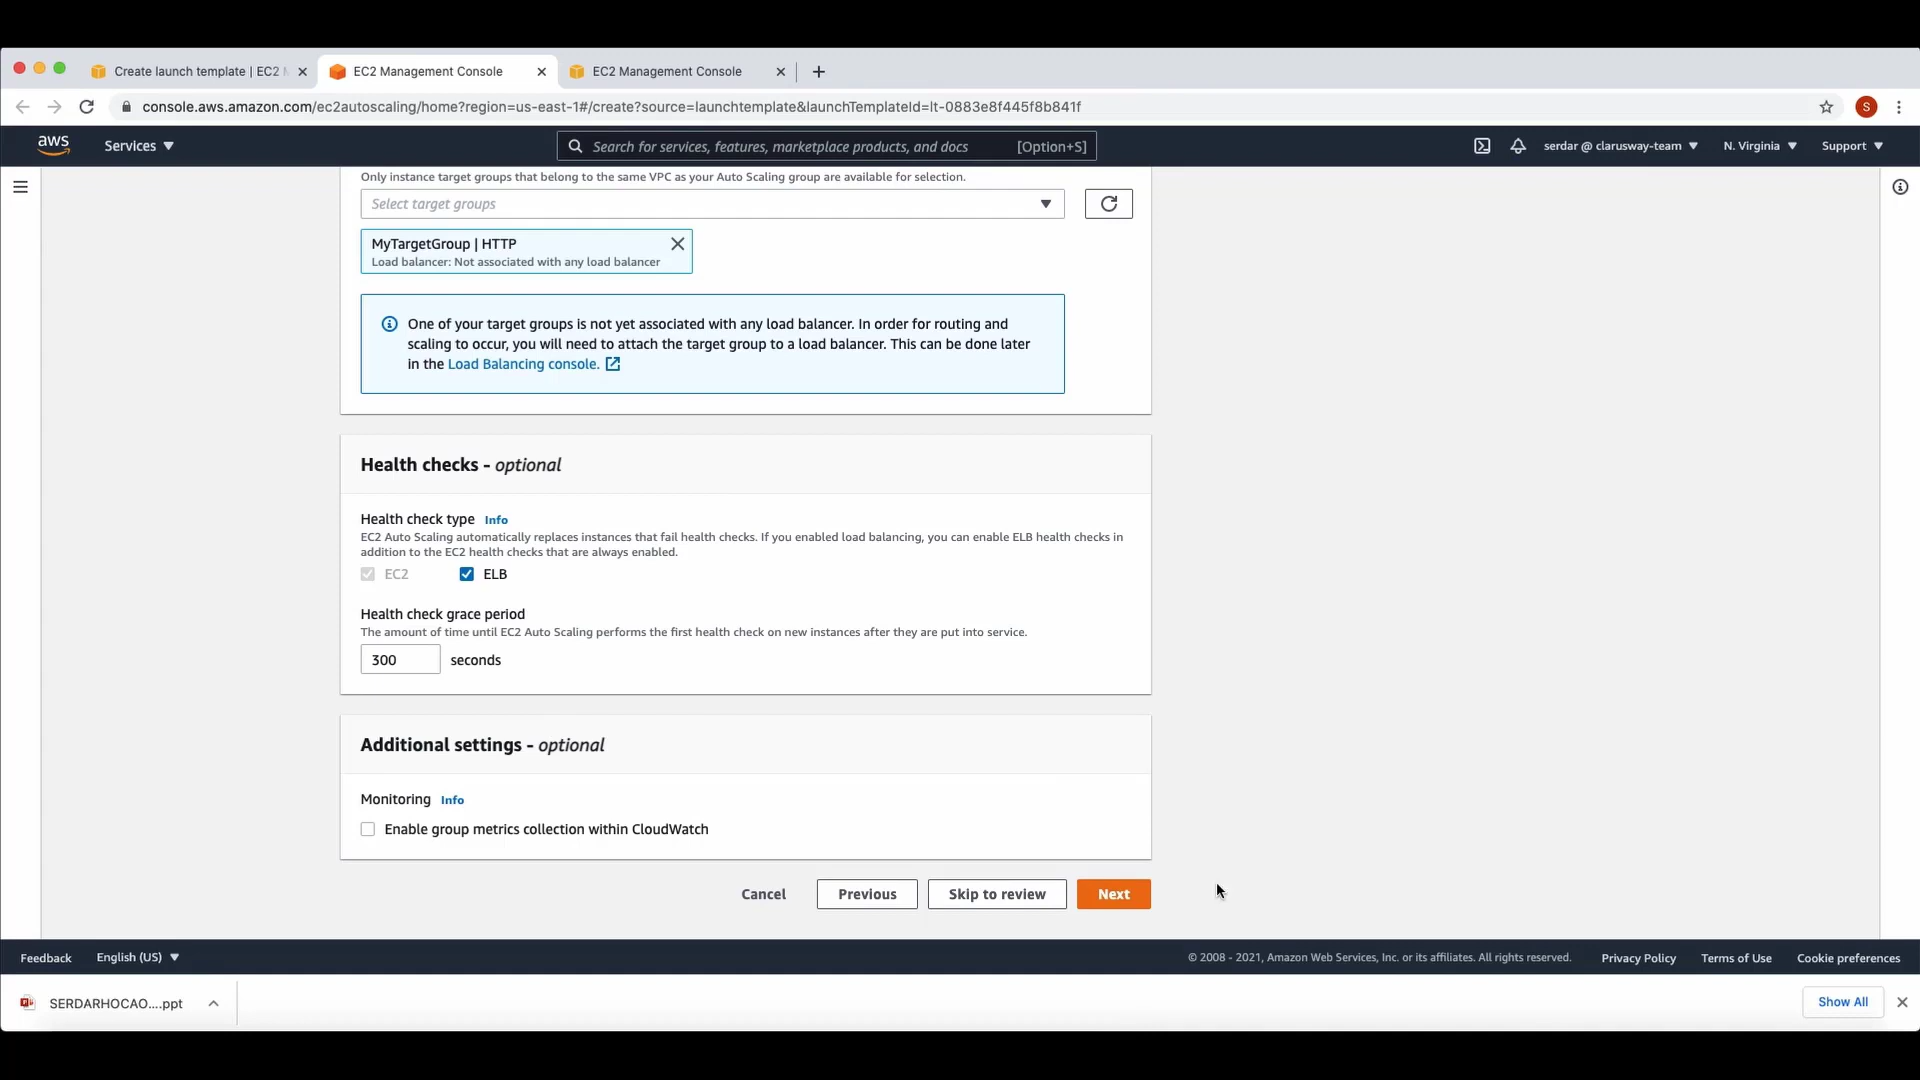 Create launch template | EC2 M
EC2 Management Console
EC2 Management Console
console.aws.amazon.com/ec2autoscaling/home?region=us-east-1#/create?source=launchtemplate&launchTemplateId=lt-0883e8f445f8b841f
S
aws
Services
Search for services, features, marketplace products, and docs
[Option+S]
serdar @ clarusway-team
N. Virginia
Support
Only instance target groups that belong to the same VPC as your Auto Scaling group are available for selection.
Select target groups
MyTargetGroup | HTTP
Load balancer: Not associated with any load balancer
One of your target groups is not yet associated with any load balancer. In order for routing and
scaling to occur, you will need to attach the target group to a load balancer. This can be done later
in the Load Balancing console.
Health checks - optional
Health check type Info
EC2 Auto Scaling automatically replaces instances that fail health checks. If you enabled load balancing, you can enable ELB health checks in
addition to the EC2 health checks that are always enabled.
EC2
ELB
Health check grace period
The amount of time until EC2 Auto Scaling performs the first health check on new instances after they are put into service.
300 seconds
Additional settings - optional
Monitoring Info
Enable group metrics collection within CloudWatch
Cancel
Previous
Skip to review
Next
Feedback
English (US)
© 2008 - 2021, Amazon Web Services, Inc. or its affiliates. All rights reserved.
Privacy Policy
Terms of Use
Cookie preferences
SERDARHOCAO....ppt
Show All